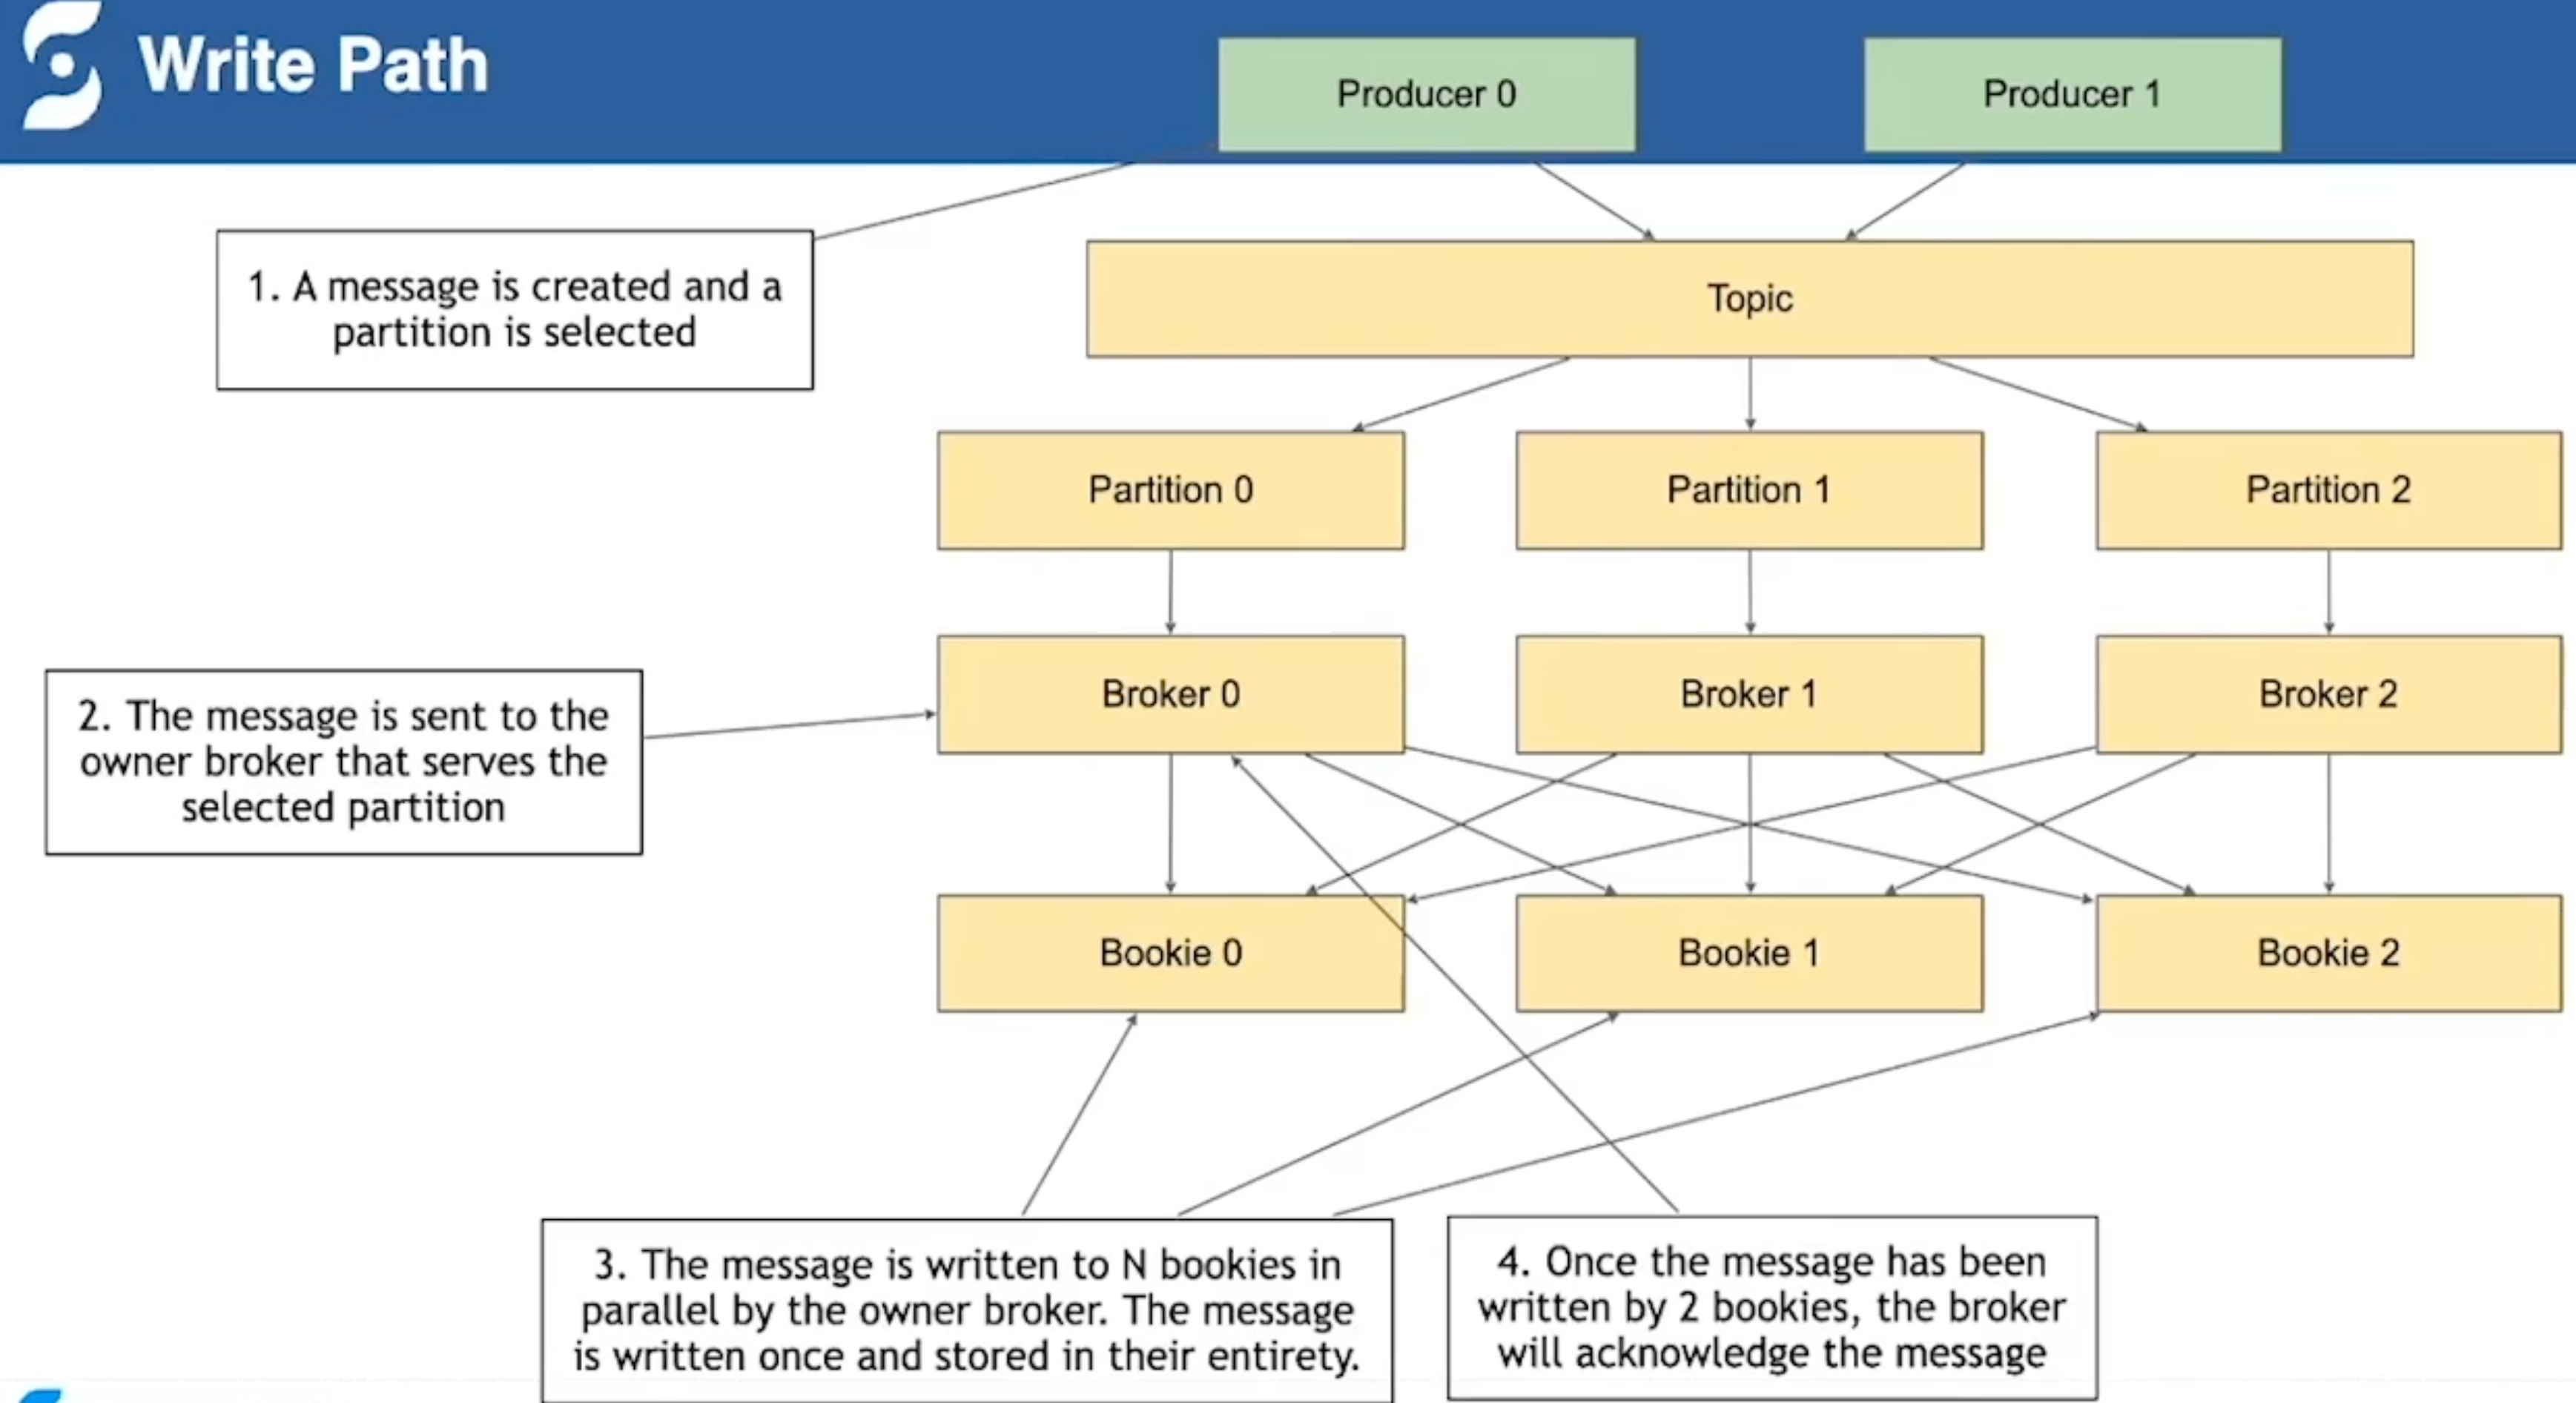 Write Path
Producer 0
Producer 1
1. A message is created and a
partition is selected
Topic
Partition 0
Partition 1
Partition 2
2. The message is sent to the
owner broker that serves the
selected partition
Broker 0
Broker 1
Broker 2
Bookie 0
Bookie 1
Bookie 2
3. The message is written to N bookies in
parallel by the owner broker. The message
is written once and stored in their entirety.
4. Once the message has been
written by 2 bookies, the broker
will acknowledge the message